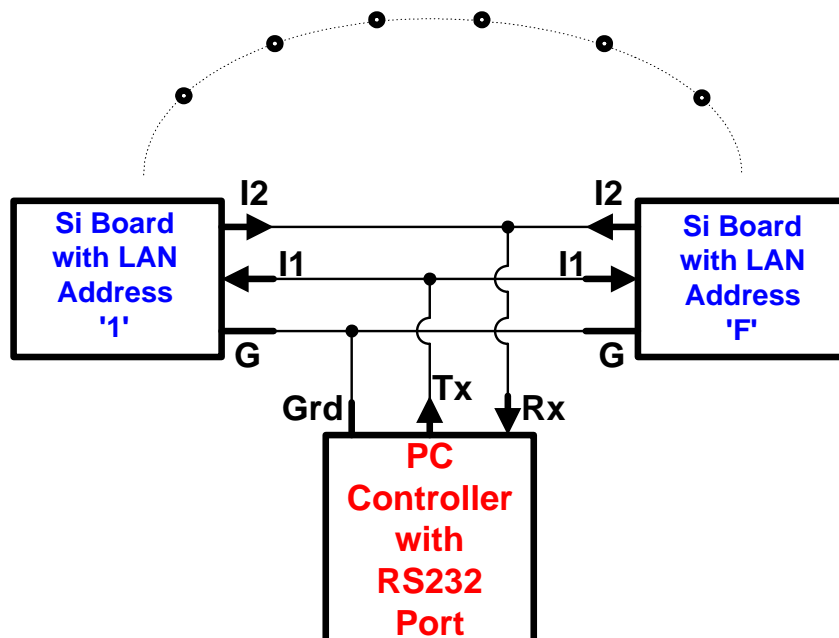 I2
I2
Si Board
with LAN
Address
'1'
Si Board
with LAN
Address
'F'
I1
I1
G
G
Grd
Tx
Rx
PC
Controller
with
RS232
Port